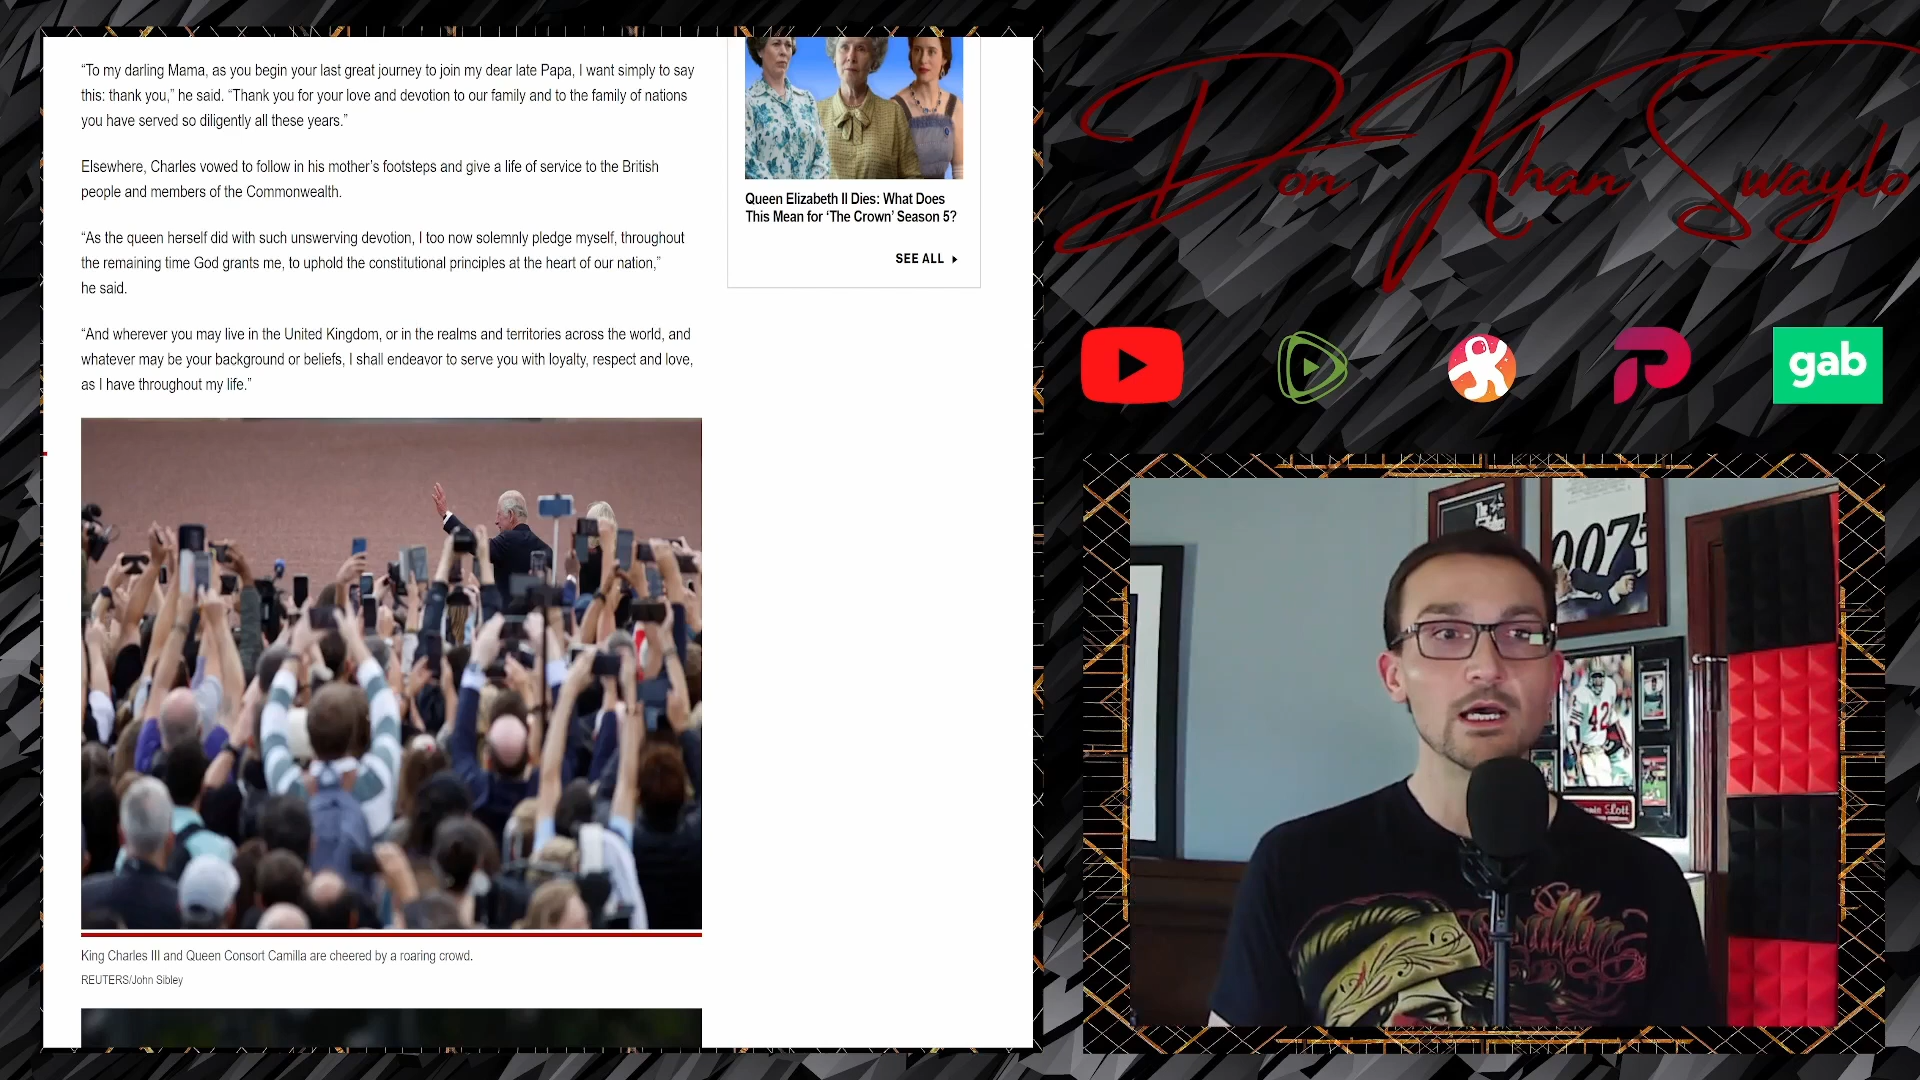 “To my darling Mama, as you begin your last great journey to join my dear late Papa, I want simply to say
this: thank you,” he said. “Thank you for your love and devotion to our family and to the family of nations
you have served so diligently all these years.”
Elsewhere, Charles vowed to follow in his mother’s footsteps and give a life of service to the British
people and members of the Commonwealth.
“As the queen herself did with such unswerving devotion, I too now solemnly pledge myself, throughout
the remaining time God grants me, to uphold the constitutional principles at the heart of our nation,”
he said.
“And wherever you may live in the United Kingdom, or in the realms and territories across the world, and
whatever may be your background or beliefs, I shall endeavor to serve you with loyalty, respect and love,
as I have throughout my life.”
King Charles III and Queen Consort Camilla are cheered by a roaring crowd.
REUTERS/John Sibley
Queen Elizabeth II Dies: What Does
This Mean for ‘The Crown’ Season 5?
SEE ALL
Don Khan Swaylo
gab
007
42